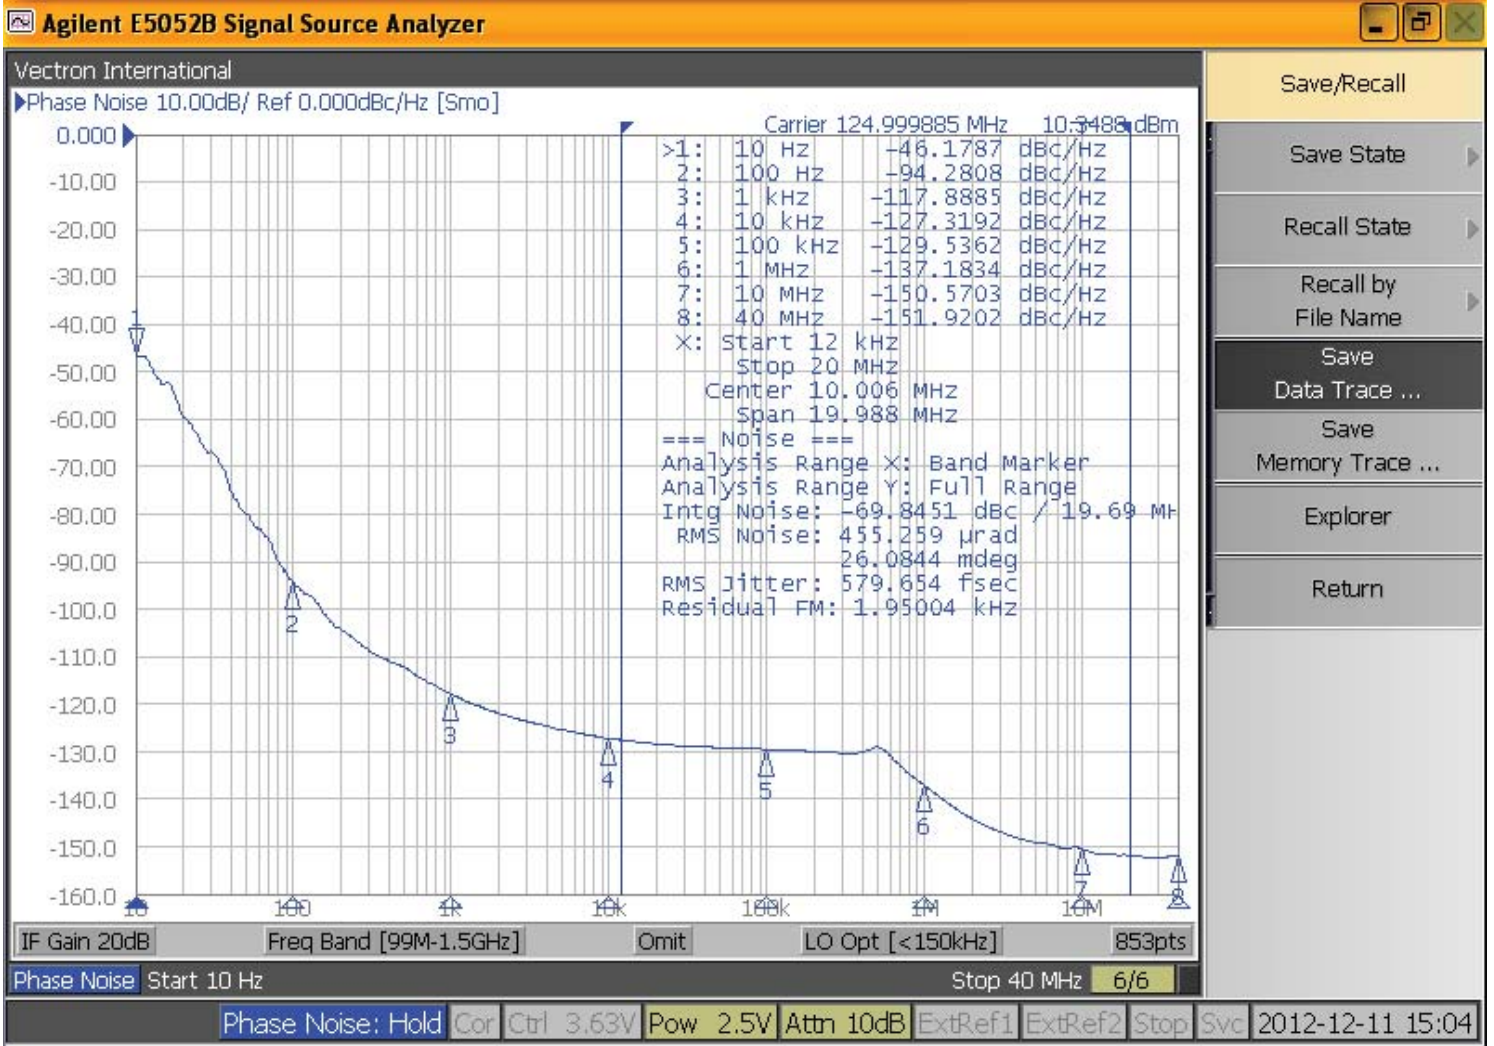 Agilent E5052B Signal Source Analyzer
Vectron International
Phase Noise 10.00dB/ Ref 0.000dBc/Hz [Smo]
Carrier 124.999885 MHz 10.3488 dBm
>1: 10 Hz -46.1787 dBc/Hz
2: 100 Hz -94.2808 dBc/Hz
3: 1 kHz -117.8885 dBc/Hz
4: 10 kHz -127.3192 dBc/Hz
5: 100 kHz -129.5362 dBc/Hz
6: 1 MHz -137.1834 dBc/Hz
7: 10 MHz -150.5703 dBc/Hz
8: 40 MHz -151.9202 dBc/Hz
X: Start 12 kHz
Stop 20 MHz
Center 10.006 MHz
Span 19.988 MHz
=== Noise ===
Analysis Range X: Band Marker
Analysis Range Y: Full Range
Intg Noise: -69.8451 dBc / 19.69 MH
RMS Noise: 455.259 µrad
26.0844 mdeg
RMS Jitter: 579.654 fsec
Residual FM: 1.95004 kHz
0.000
-10.00
-20.00
-30.00
-40.00
-50.00
-60.00
-70.00
-80.00
-90.00
-100.0
-110.0
-120.0
-130.0
-140.0
-150.0
-160.0
1
2
3
4
5
6
7
8
10 100 1k 10k 100k 1M 10M
IF Gain 20dB Freq Band [99M-1.5GHz] Omit LO Opt [<150kHz] 853pts
Phase Noise Start 10 Hz Stop 40 MHz 6/6
Phase Noise: Hold Cor Ctrl 3.63V Pow 2.5V Attn 10dB ExtRef1 ExtRef2 Stop Svc 2012-12-11 15:04
Save/Recall
Save State
Recall State
Recall by
File Name
Save
Data Trace ...
Save
Memory Trace ...
Explorer
Return